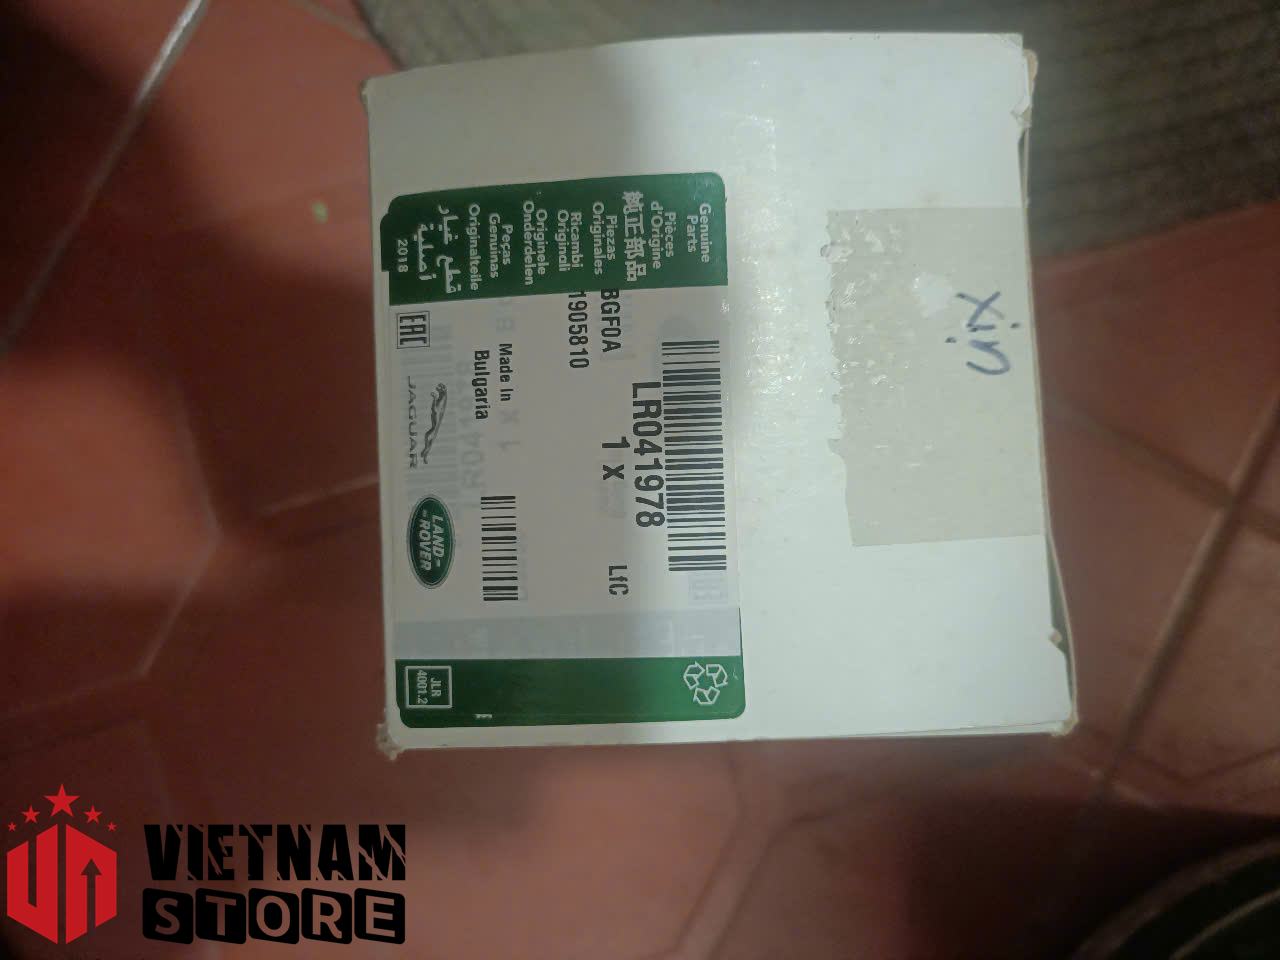 Genuine
Parts
Pièces
d'Origine
純正部品
Piezas
Originales
Ricambi
Originali
Originele
Onderdelen
Peças
Genuinas
Originalteile
قطع غيار
أصلية
2018
LR041978
1 X
LfC
BGF0A
1905810
Made In
Bulgaria
EAC
JAGUAR
LAND-
-ROVER
JLR
4001.2
VIETNAM
STORE